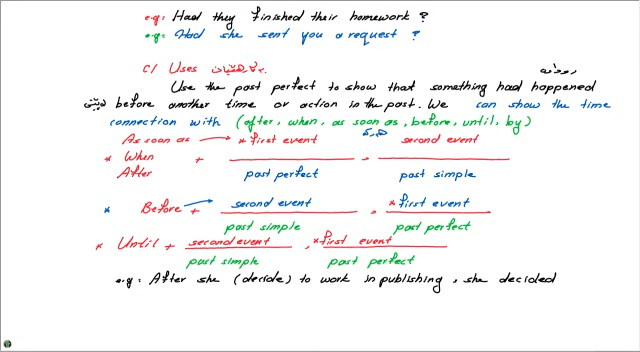 e.g: Had they finished their homework ?
e.g: Had she sent you a request ?
C/ Uses بەکارهێنان
ڕووداوە
Use the past perfect to show that something had happened
پێش before another time or action in the past. We can show the time
connection with (after, when, as soon as, before, until, by)
As soon as → * first event second event
* When + ,
After past perfect past simple
* Before → + second event , * first event
past simple past perfect
* Until + second event , * first event
past simple past perfect
e.g: After she (decide) to work in publishing, she decided